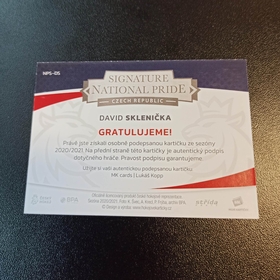 NPS-DS
SIGNATURE
NATIONAL PRIDE
CZECH REPUBLIC
DAVID SKLENIČKA
GRATULUJEME!
Právě jste získali osobně podepsanou kartičku ze sezóny
2020/2021. Na přední straně této kartičky je autentický podpis
dotyčného hráče. Pravost podpisu garantujeme.
Užijte si vaši autentickou podepsanou kartičku.
MK cards | Lukáš Kopp